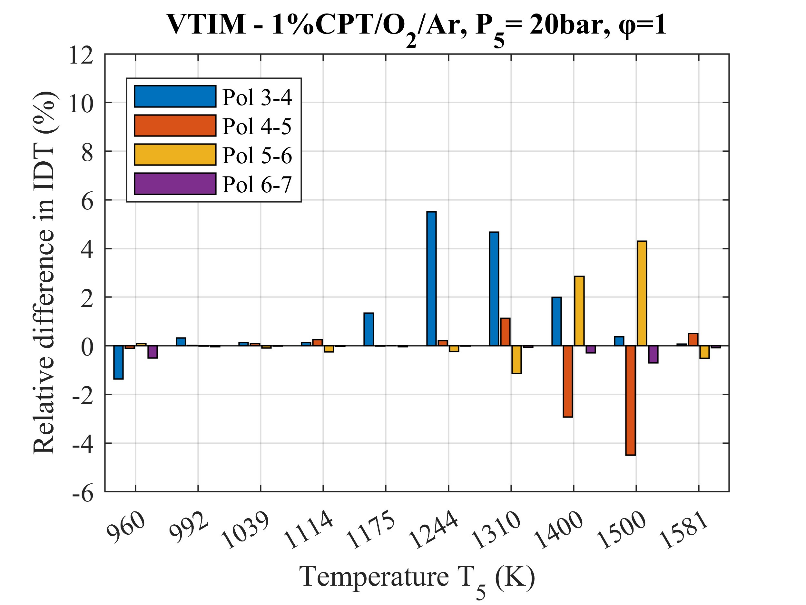 VTIM - 1%CPT/O₂/Ar, P₅= 20bar, φ=1
Relative difference in IDT (%)
12
10
8
6
4
2
0
-2
-4
-6
Pol 3-4
Pol 4-5
Pol 5-6
Pol 6-7
960 992 1039 1114 1175 1244 1310 1400 1500 1581
Temperature T₅ (K)